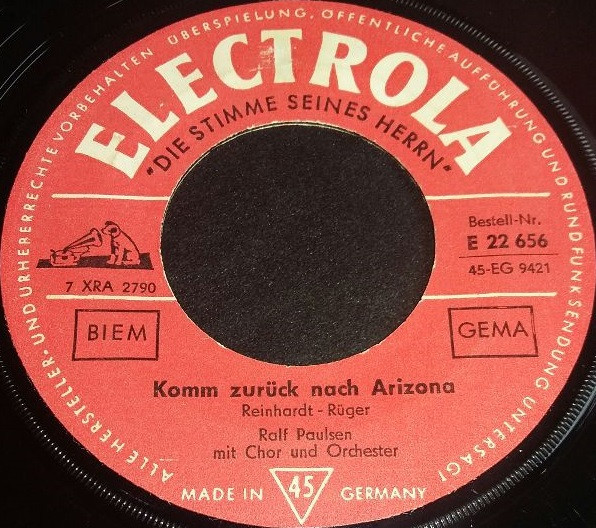 ALLE HERSTELLER- UND URHEBERRECHTE VORBEHALTEN ÜBERSPIELUNG, ÖFFENTLICHE AUFFÜHRUNG UND RUNDFUNKSENDUNG UNTERSAGT
ELECTROLA
"DIE STIMME SEINES HERRN"
7 XRA 2790
Bestell-Nr.
E 22 656
45-EG 9421
BIEM
GEMA
Komm zurück nach Arizona
Reinhardt - Rüger
Ralf Paulsen
mit Chor und Orchester
MADE IN 45 GERMANY